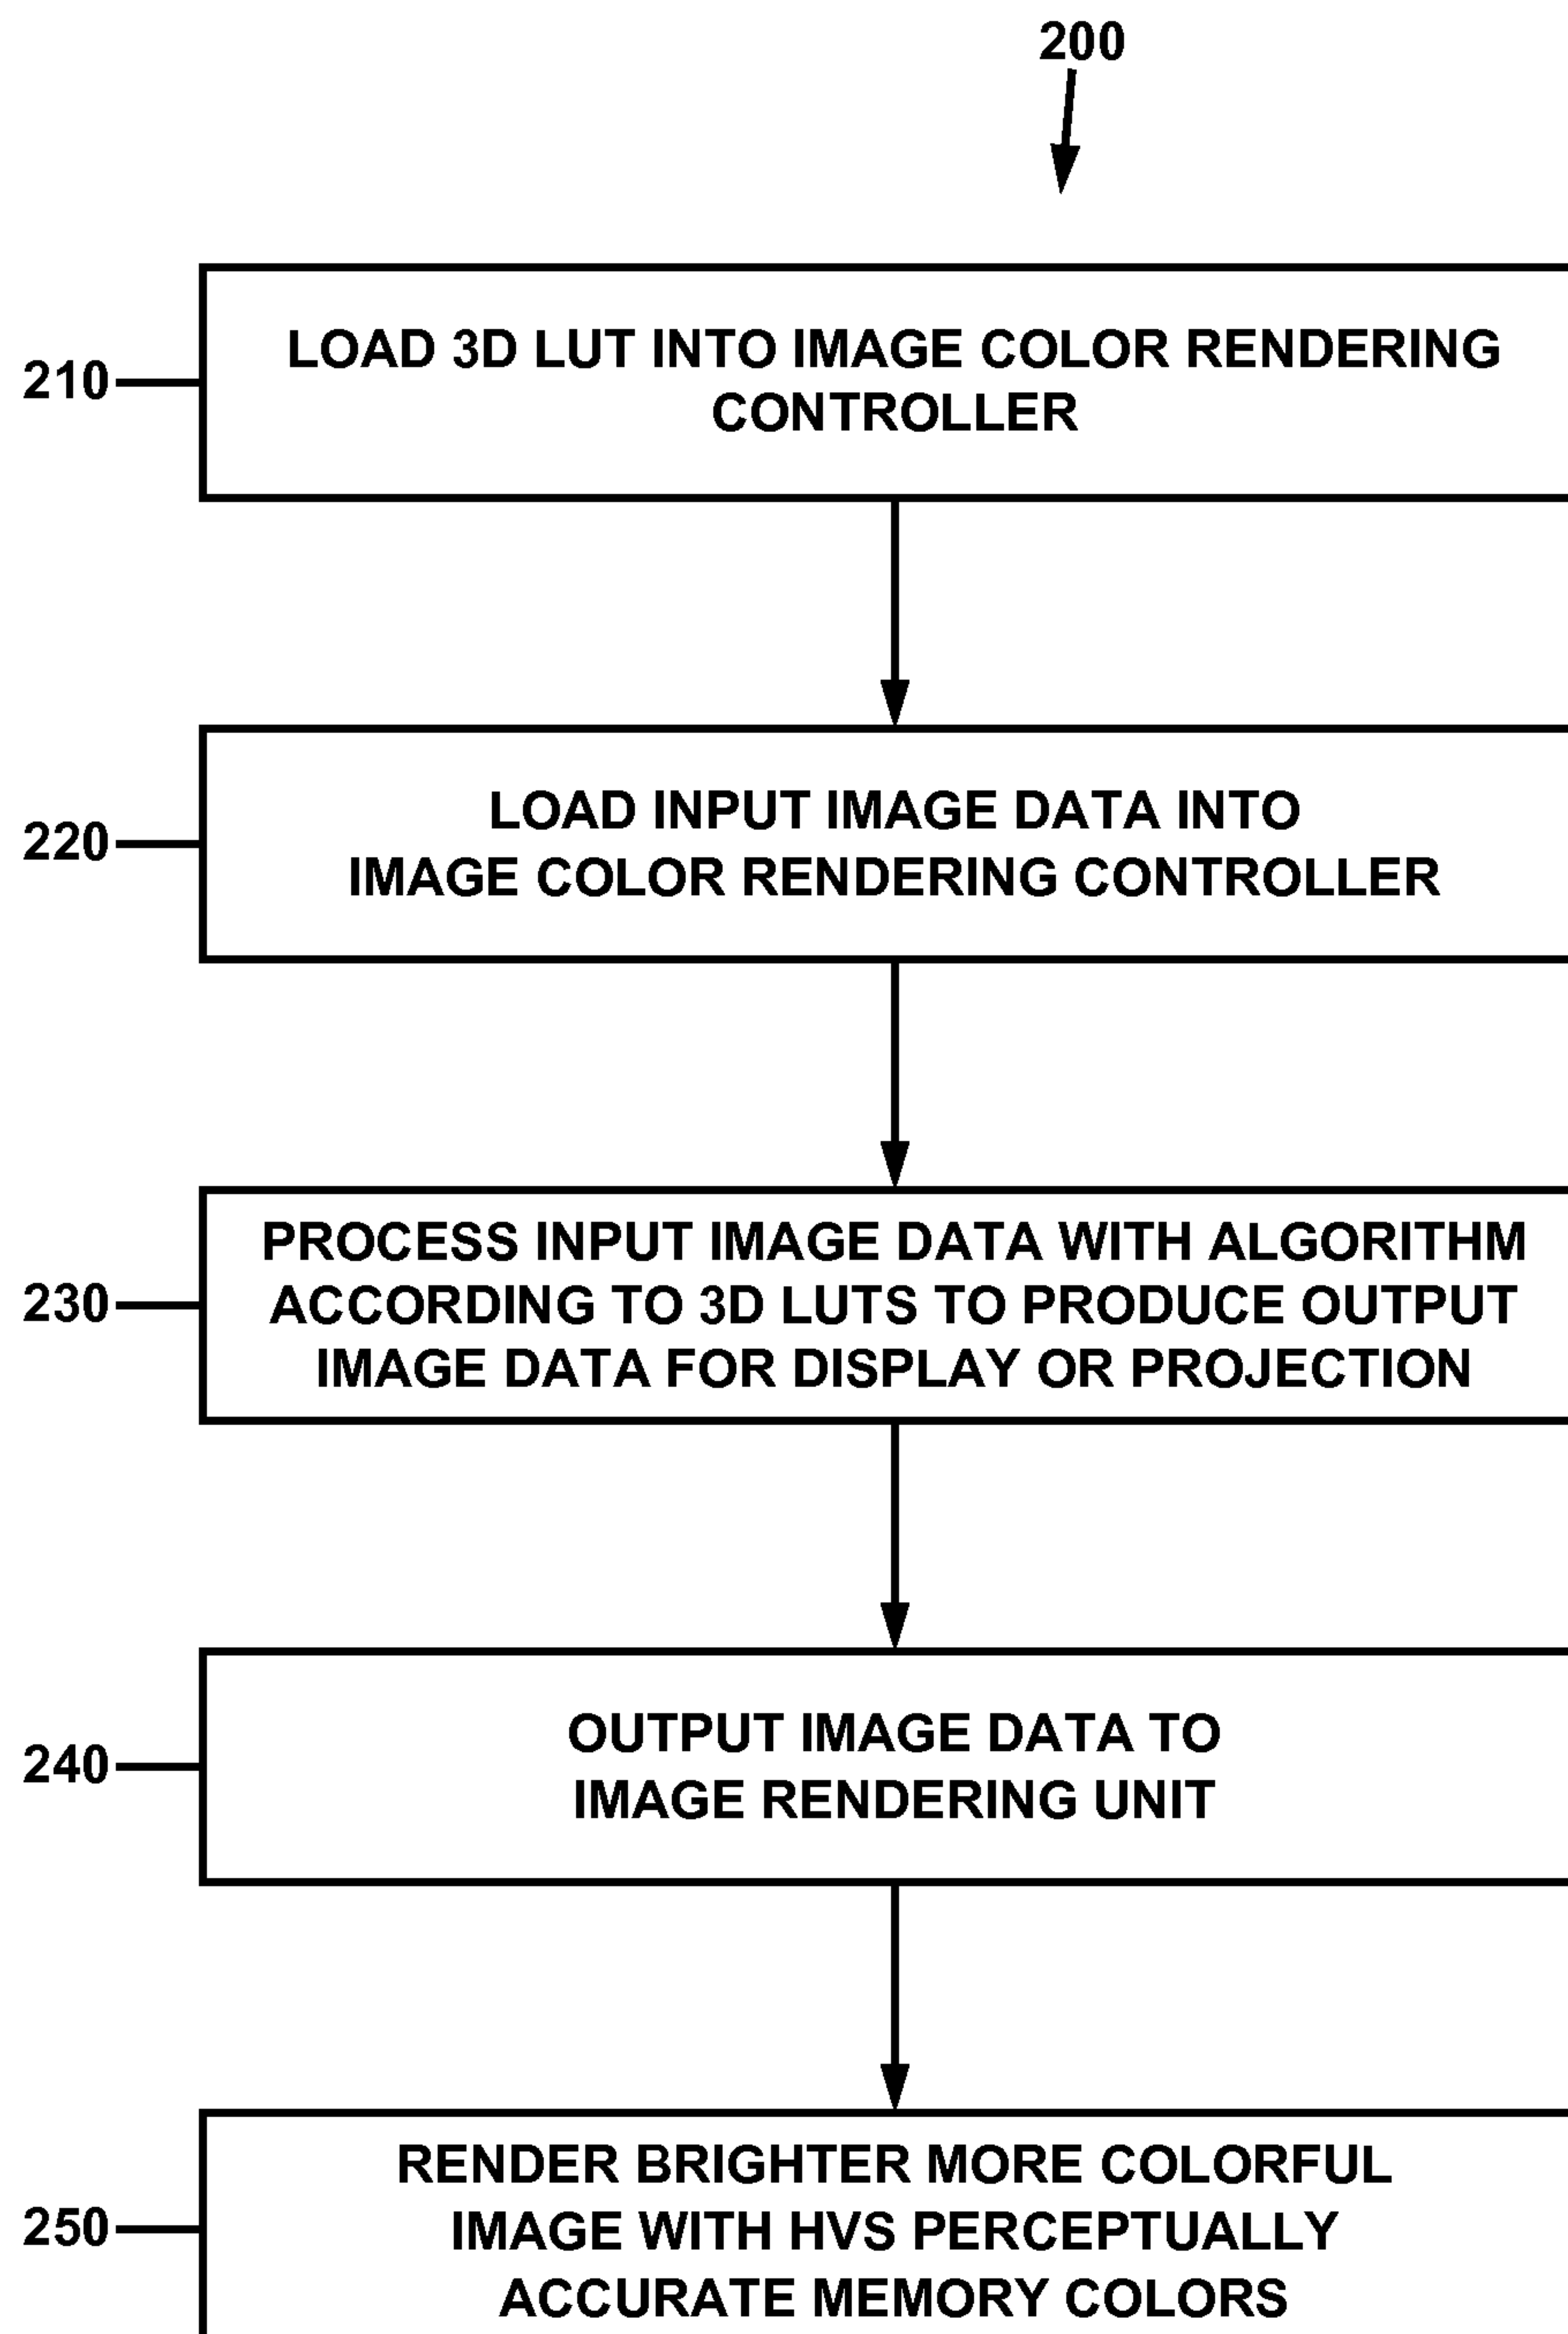 200
210
LOAD 3D LUT INTO IMAGE COLOR RENDERING
CONTROLLER
220
LOAD INPUT IMAGE DATA INTO
IMAGE COLOR RENDERING CONTROLLER
230
PROCESS INPUT IMAGE DATA WITH ALGORITHM
ACCORDING TO 3D LUTS TO PRODUCE OUTPUT
IMAGE DATA FOR DISPLAY OR PROJECTION
240
OUTPUT IMAGE DATA TO
IMAGE RENDERING UNIT
250
RENDER BRIGHTER MORE COLORFUL
IMAGE WITH HVS PERCEPTUALLY
ACCURATE MEMORY COLORS